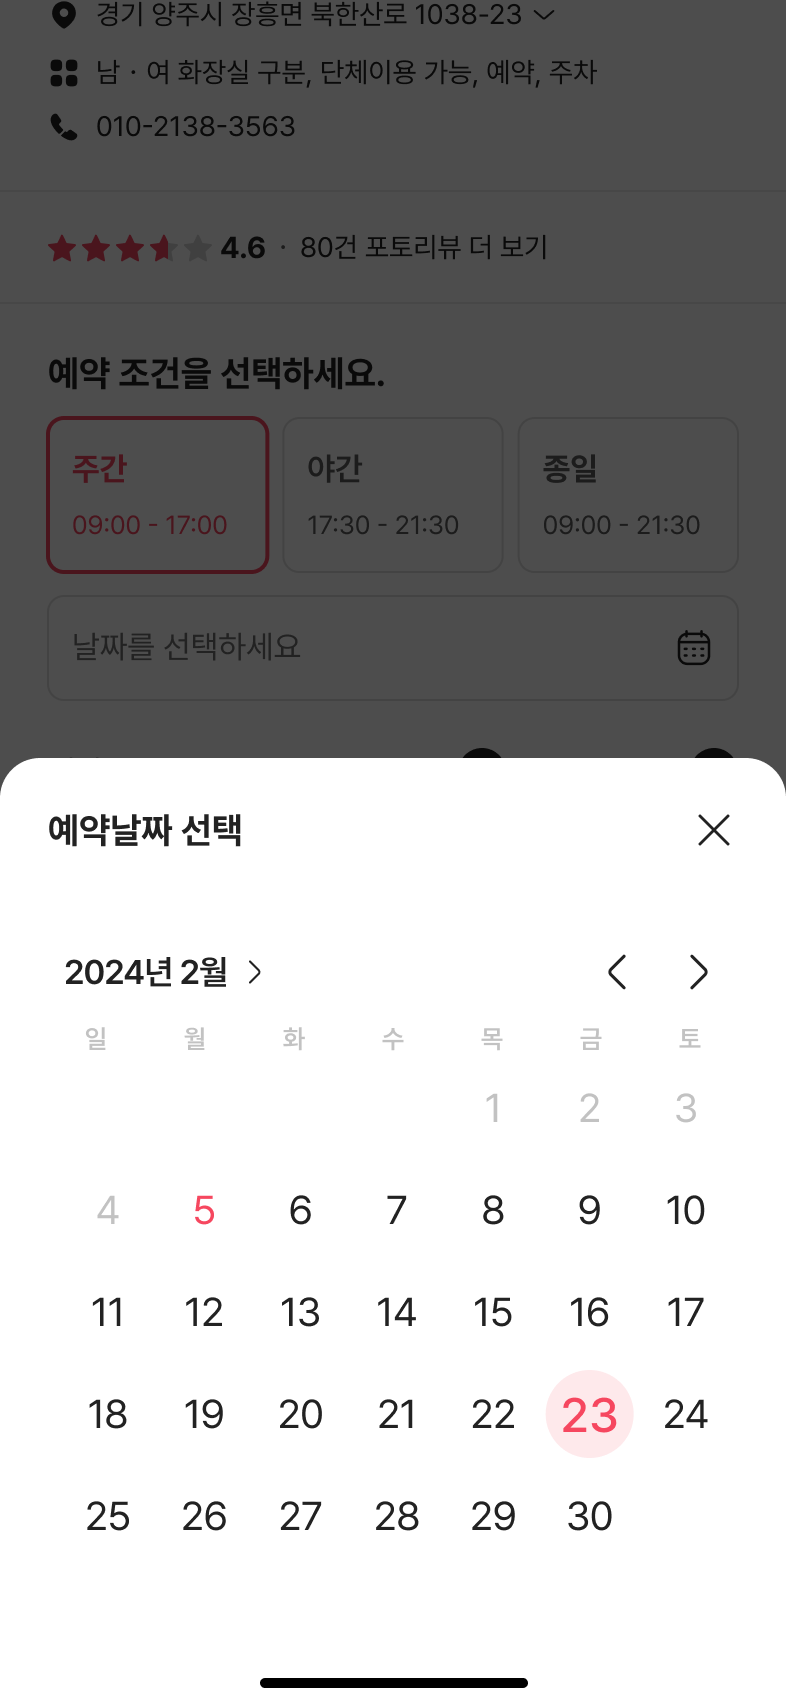 경기 양주시 장흥면 북한산로 1038-23
남 · 여 화장실 구분, 단체이용 가능, 예약, 주차
010-2138-3563
4.6 · 80건 포토리뷰 더 보기
예약 조건을 선택하세요.
주간 야간 종일
09:00 - 17:00 17:30 - 21:30 09:00 - 21:30
날짜를 선택하세요
예약날짜 선택
2024년 2월
일 월 화 수 목 금 토
1 2 3
4 5 6 7 8 9 10
11 12 13 14 15 16 17
18 19 20 21 22 23 24
25 26 27 28 29 30